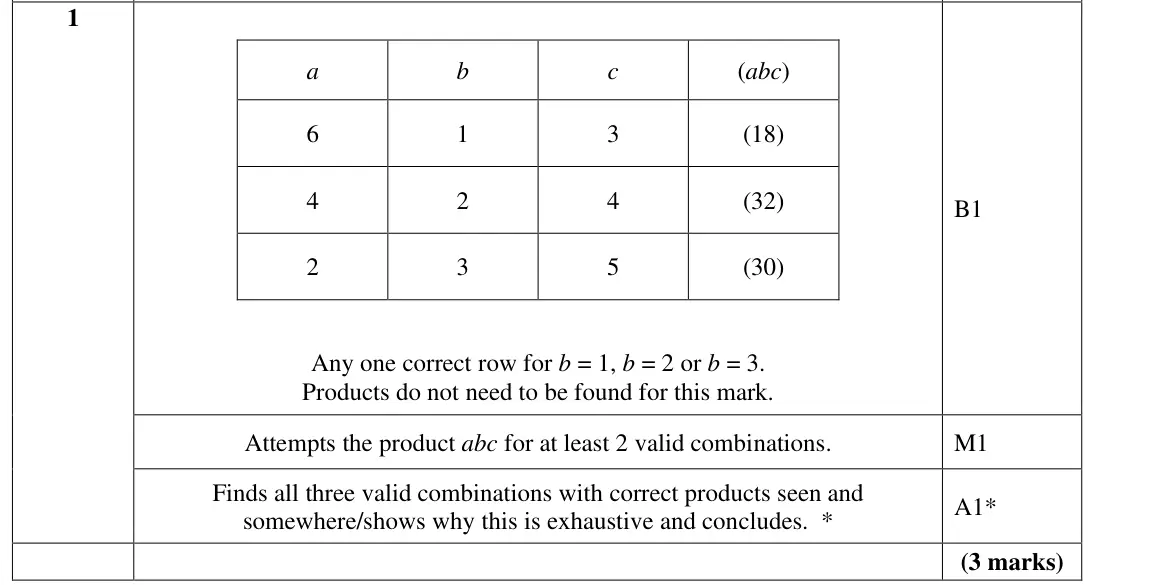 1
a b c (abc)
6 1 3 (18)
4 2 4 (32)
B1
2 3 5 (30)
Any one correct row for b = 1, b = 2 or b = 3.
Products do not need to be found for this mark.
Attempts the product abc for at least 2 valid combinations. M1
Finds all three valid combinations with correct products seen and
somewhere/shows why this is exhaustive and concludes. *
A1*
(3 marks)